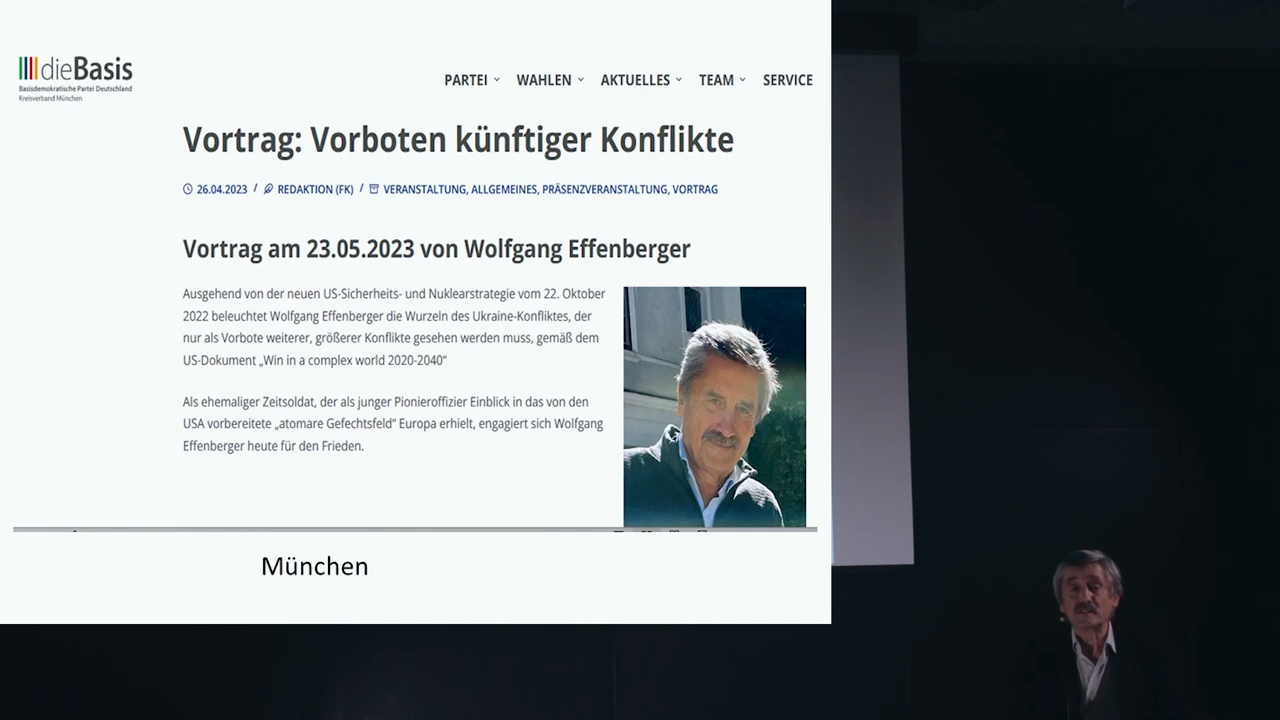 dieBasis
Basisdemokratische Partei Deutschland
Kreisverband München
PARTEI WAHLEN AKTUELLES TEAM SERVICE
Vortrag: Vorboten künftiger Konflikte
26.04.2023 / REDAKTION (FK) / VERANSTALTUNG, ALLGEMEINES, PRÄSENZVERANSTALTUNG, VORTRAG
Vortrag am 23.05.2023 von Wolfgang Effenberger
Ausgehend von der neuen US-Sicherheits- und Nuklearstrategie vom 22. Oktober
2022 beleuchtet Wolfgang Effenberger die Wurzeln des Ukraine-Konfliktes, der
nur als Vorbote weiterer, größerer Konflikte gesehen werden muss, gemäß dem
US-Dokument „Win in a complex world 2020-2040“
Als ehemaliger Zeitsoldat, der als junger Pionieroffizier Einblick in das von den
USA vorbereitete „atomare Gefechtsfeld“ Europa erhielt, engagiert sich Wolfgang
Effenberger heute für den Frieden.
München